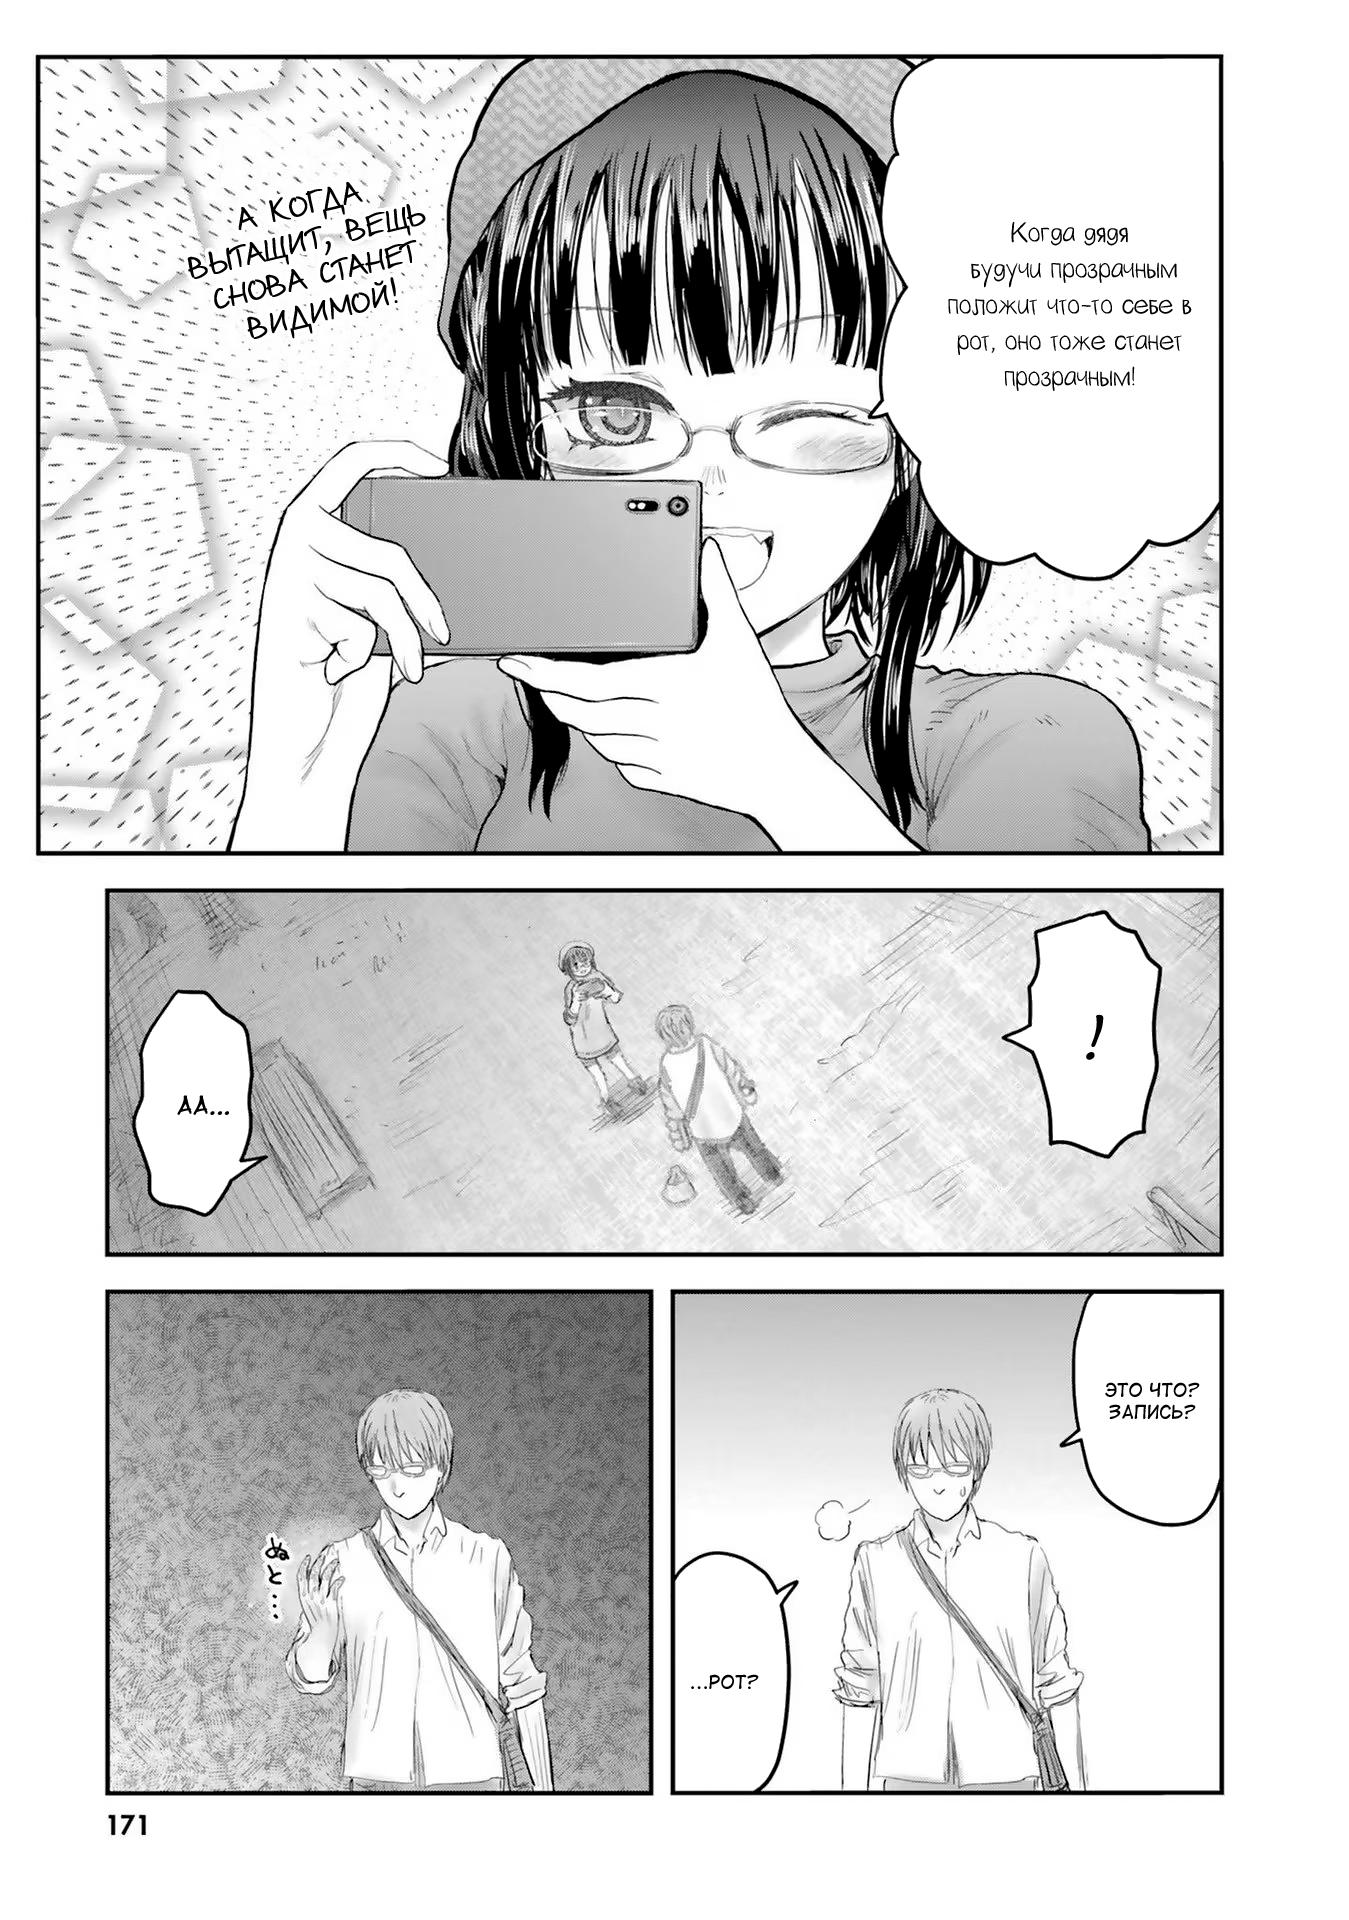 Когда дядя
будучи прозрачным
положит что-то себе в
рот, оно тоже станет
прозрачным!
А КОГДА
ВЫТАЩИТ, ВЕЩЬ
СНОВА СТАНЕТ
ВИДИМОЙ!
!
АА...
ЭТО ЧТО?
ЗАПИСЬ?
...РОТ?
ぬっと…
171